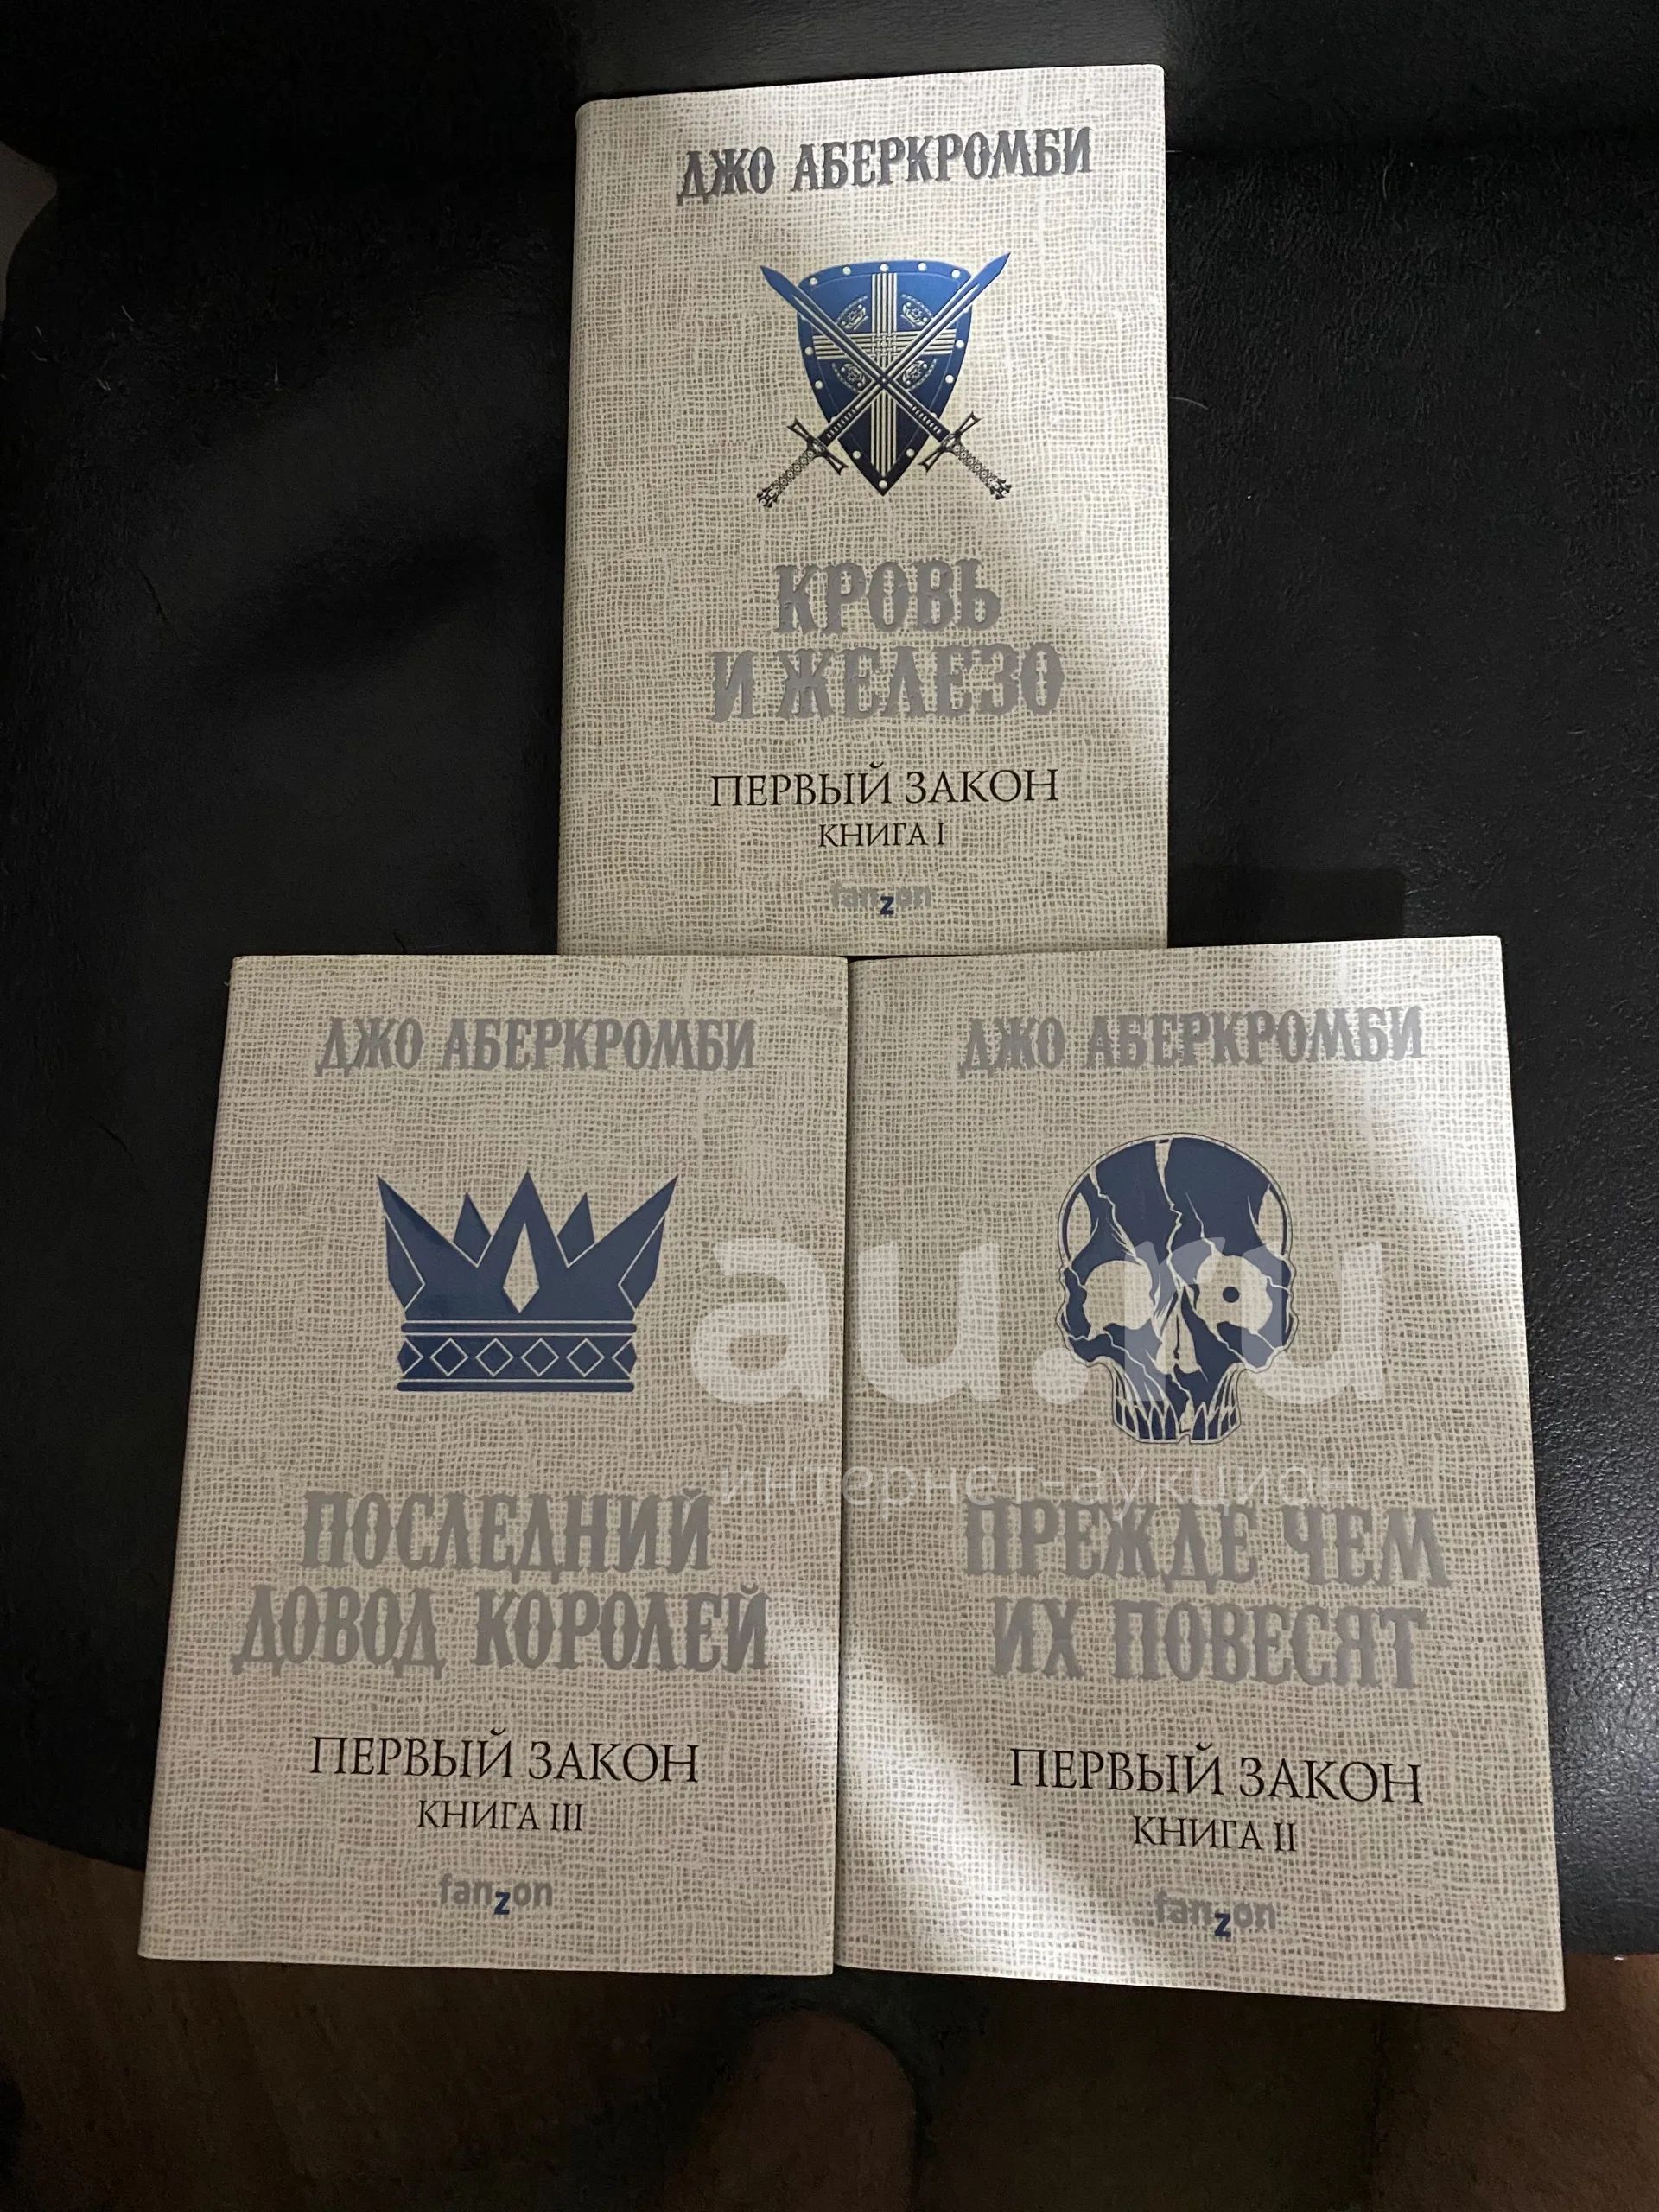 ДЖО АБЕРКРОМБИ
КРОВЬ
И ЖЕЛЕЗО
ПЕРВЫЙ ЗАКОН
КНИГА I
fanzon
ДЖО АБЕРКРОМБИ
ПОСЛЕДНИЙ
ДОВОД КОРОЛЕЙ
ПЕРВЫЙ ЗАКОН
КНИГА III
fanzon
ДЖО АБЕРКРОМБИ
ПРЕЖДЕ ЧЕМ
ИХ ПОВЕСЯТ
ПЕРВЫЙ ЗАКОН
КНИГА II
fanzon
au.ru
интернет-аукцион